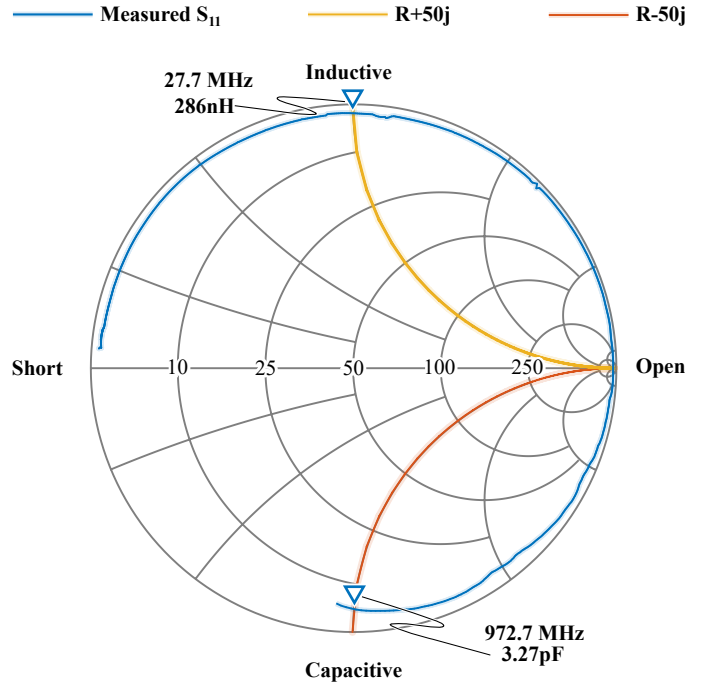 Measured S₁₁ R+50j R-50j
Inductive
27.7 MHz
286nH
Short 10 25 50 100 250 Open
972.7 MHz
3.27pF
Capacitive